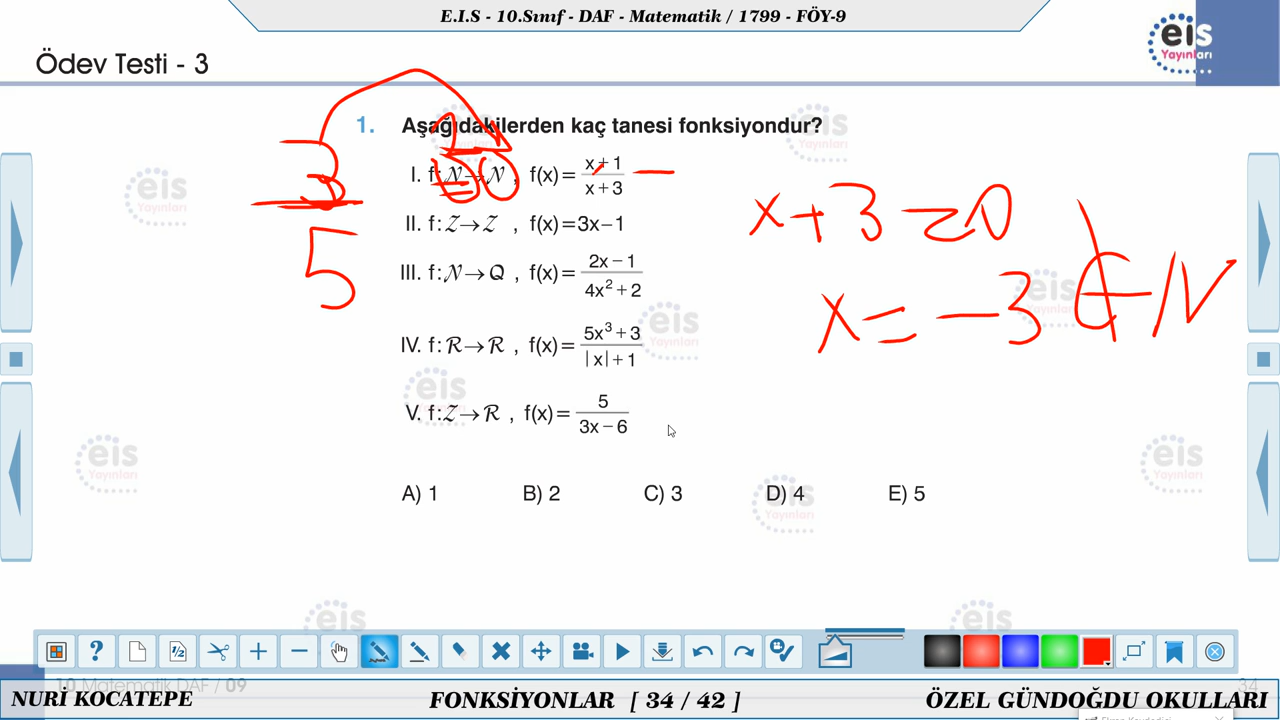 E.I.S - 10.Sınıf - DAF - Matematik / 1799 - FÖY-9
eis
Yayınları
Ödev Testi - 3
1. Aşağıdakilerden kaç tanesi fonksiyondur?
I. f: N → N , f(x) = (x + 1)/(x + 3)
II. f: Z → Z , f(x) = 3x − 1
III. f: N → Q , f(x) = (2x − 1)/(4x² + 2)
IV. f: R → R , f(x) = (5x³ + 3)/(|x| + 1)
V. f: Z → R , f(x) = 5/(3x − 6)
x + 3 = 0
x = −3 ∉ N
3
5
A) 1 B) 2 C) 3 D) 4 E) 5
10 Matematik DAF / 09
34
NURİ KOCATEPE FONKSİYONLAR [ 34 / 42 ] ÖZEL GÜNDOĞDU OKULLARI